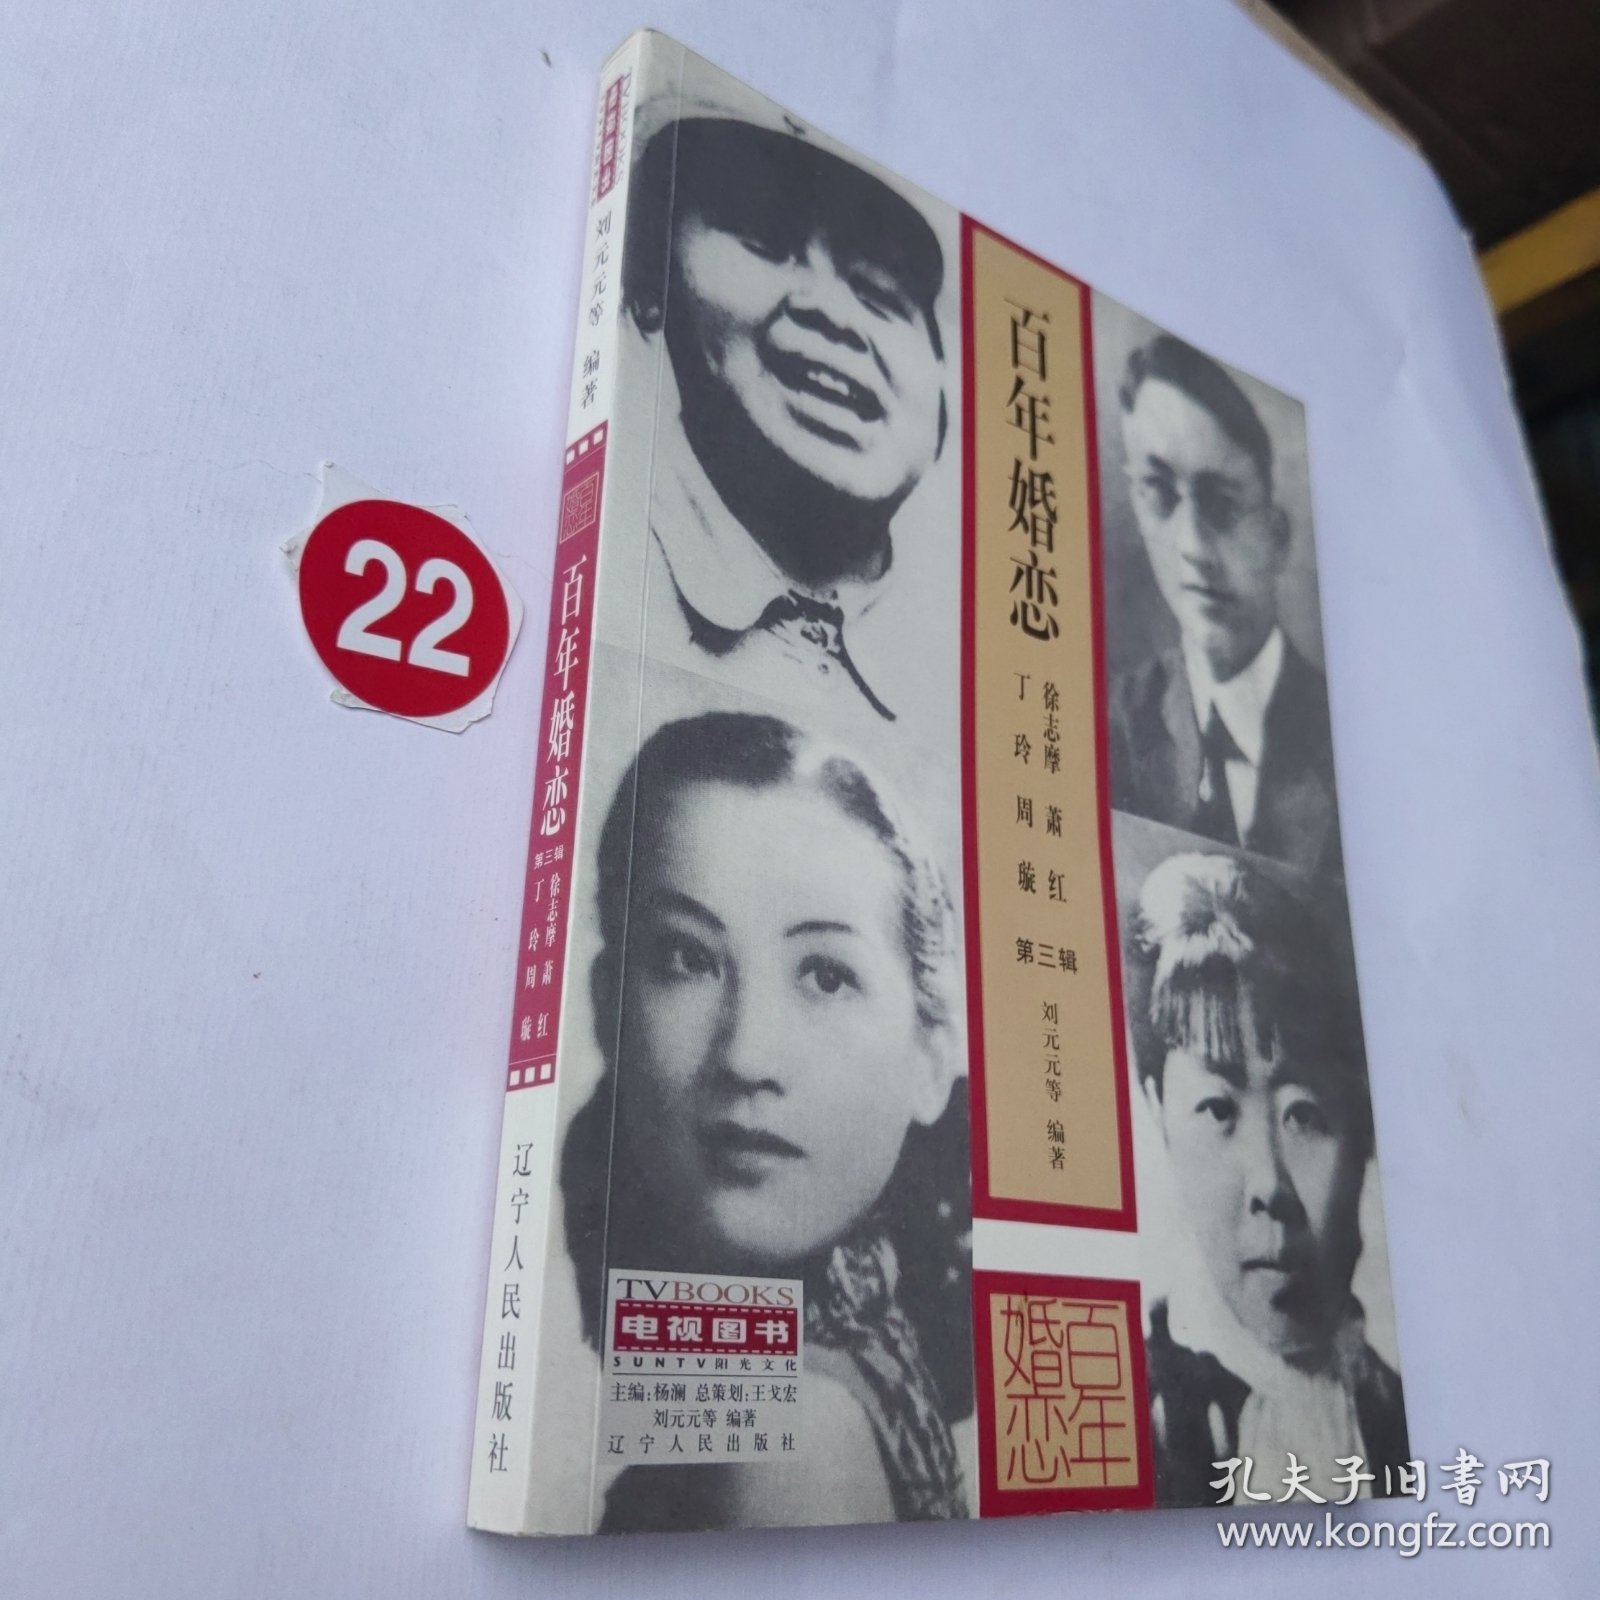 22
刘元元等 编著
百年婚恋
百年婚恋
第三辑
徐志摩 萧红
丁玲 周璇
辽宁人民出版社
百年婚恋
徐志摩 萧红
丁玲 周璇
第三辑
刘元元等 编著
TVBOOKS
电视图书
SUNTV阳光文化
主编:杨澜 总策划:王戈宏
刘元元等 编著
辽宁人民出版社
百年
婚恋
孔夫子旧书网
www.kongfz.com